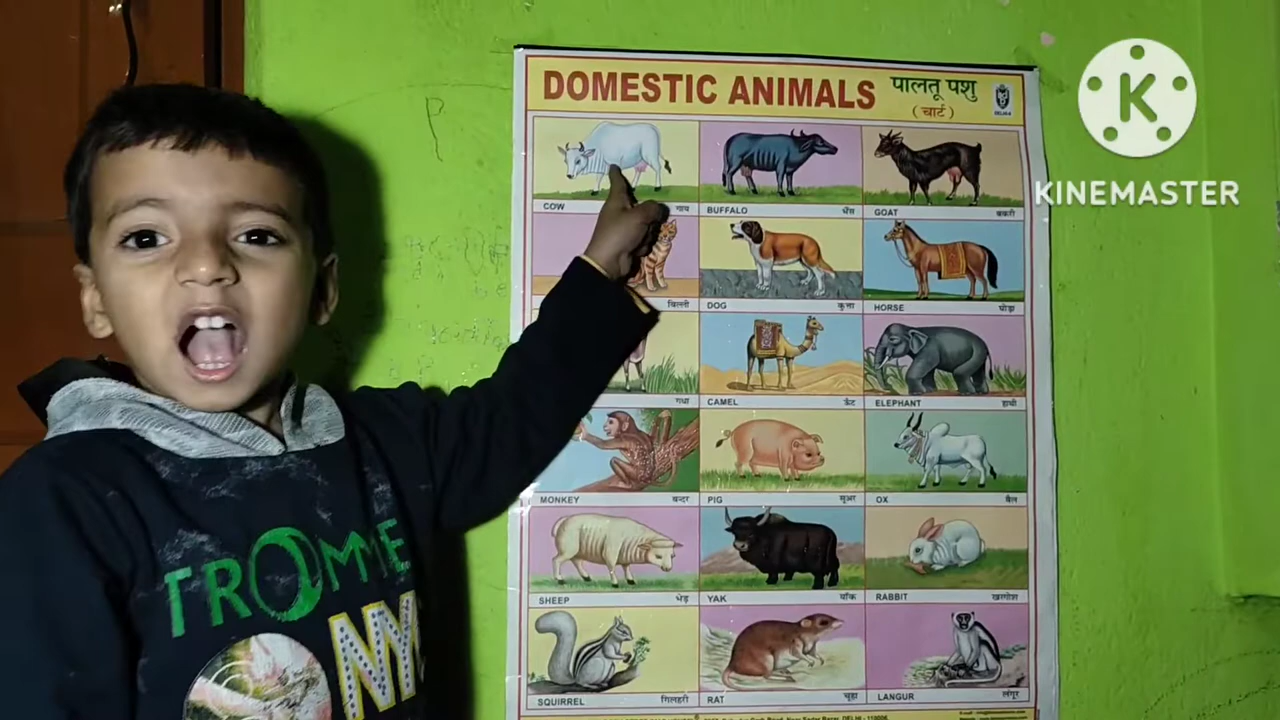 DOMESTIC ANIMALS पालतू पशु
(चार्ट)
K
KINEMASTER
P
COW गाय BUFFALO भैंस GOAT बकरी
बिल्ली DOG कुत्ता HORSE घोड़ा
गधा CAMEL ऊँट ELEPHANT हाथी
MONKEY बन्दर PIG सूअर OX बैल
SHEEP भेड़ YAK याक RABBIT खरगोश
SQUIRREL गिलहरी RAT चूहा LANGUR लंगूर
TROMME
NY